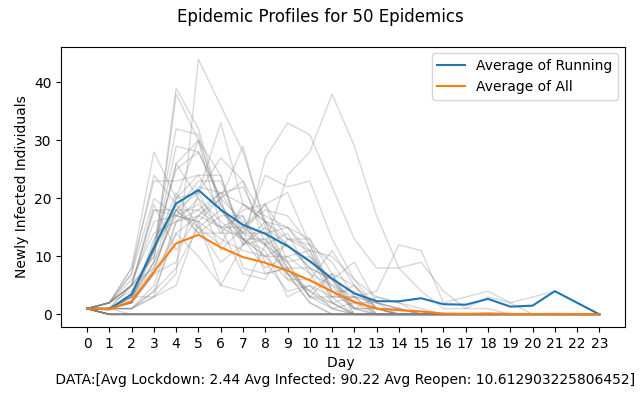 Epidemic Profiles for 50 Epidemics
Newly Infected Individuals
40
30
20
10
0
Average of Running
Average of All
0 1 2 3 4 5 6 7 8 9 10 11 12 13 14 15 16 17 18 19 20 21 22 23
Day
DATA:[Avg Lockdown: 2.44 Avg Infected: 90.22 Avg Reopen: 10.612903225806452]